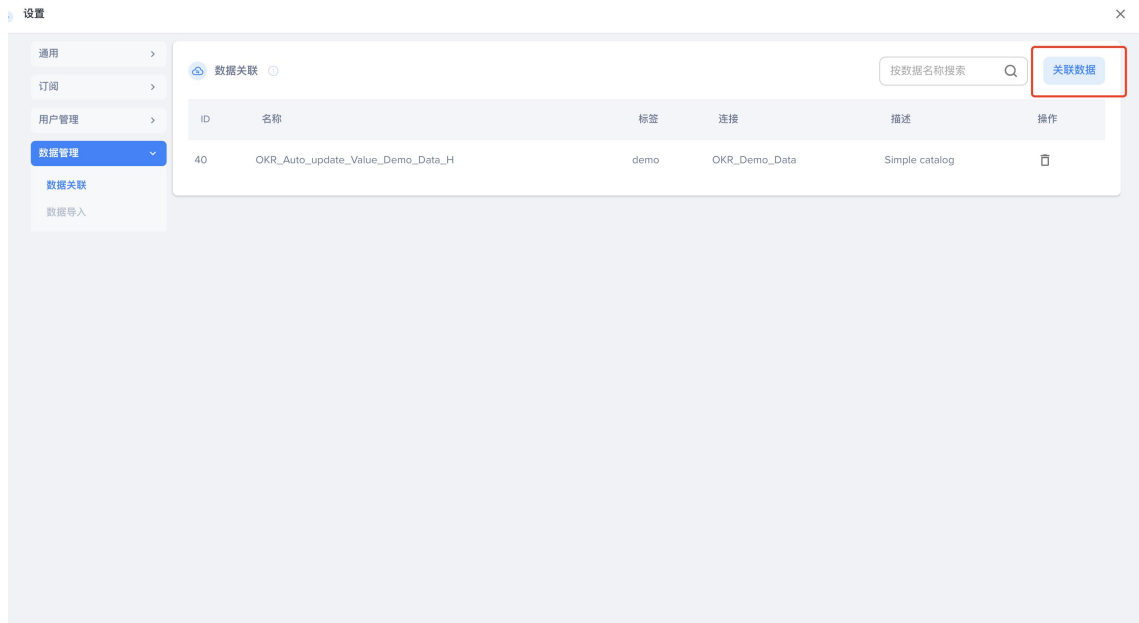 设置
通用
订阅
用户管理
数据管理
数据关联
数据导入
数据关联
按数据名称搜索
关联数据
ID 名称 标签 连接 描述 操作
40 OKR_Auto_update_Value_Demo_Data_H demo OKR_Demo_Data Simple catalog